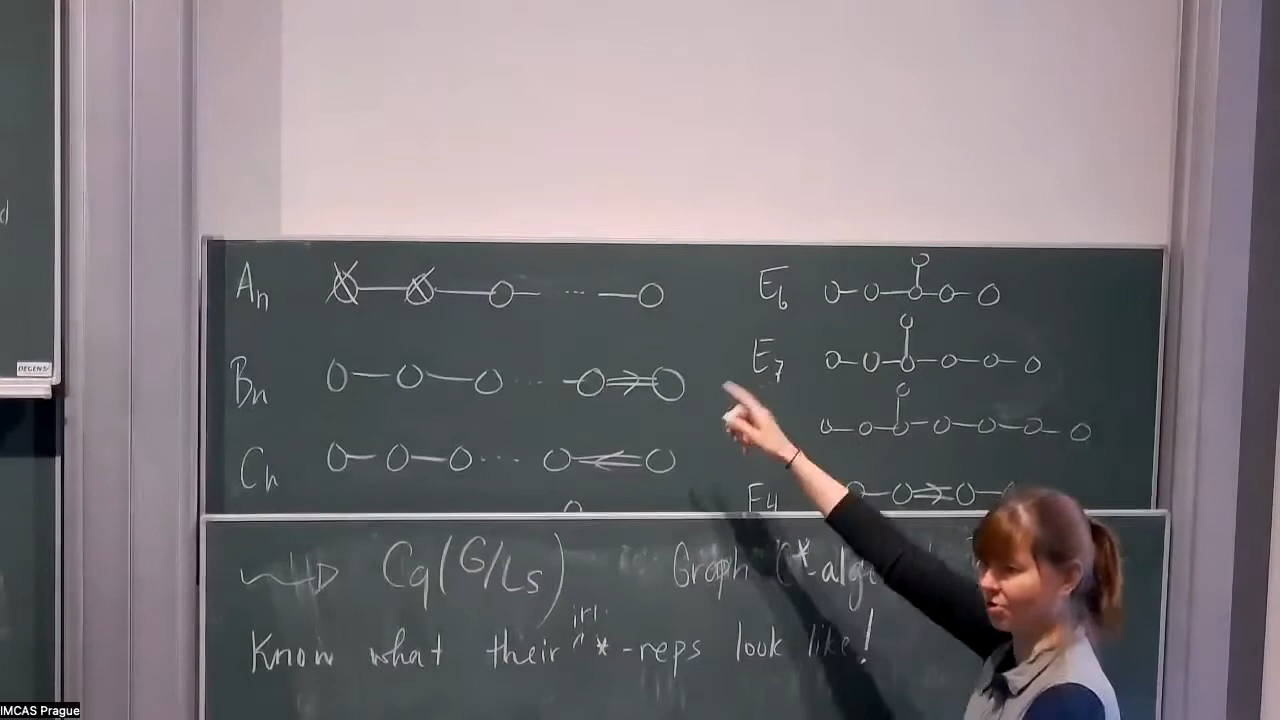 An
Bn
Cn
E6
E7
F4
Cq(G/Ls) Graph C*-alg
Know what their irr. *-reps look like!
IMCAS Prague